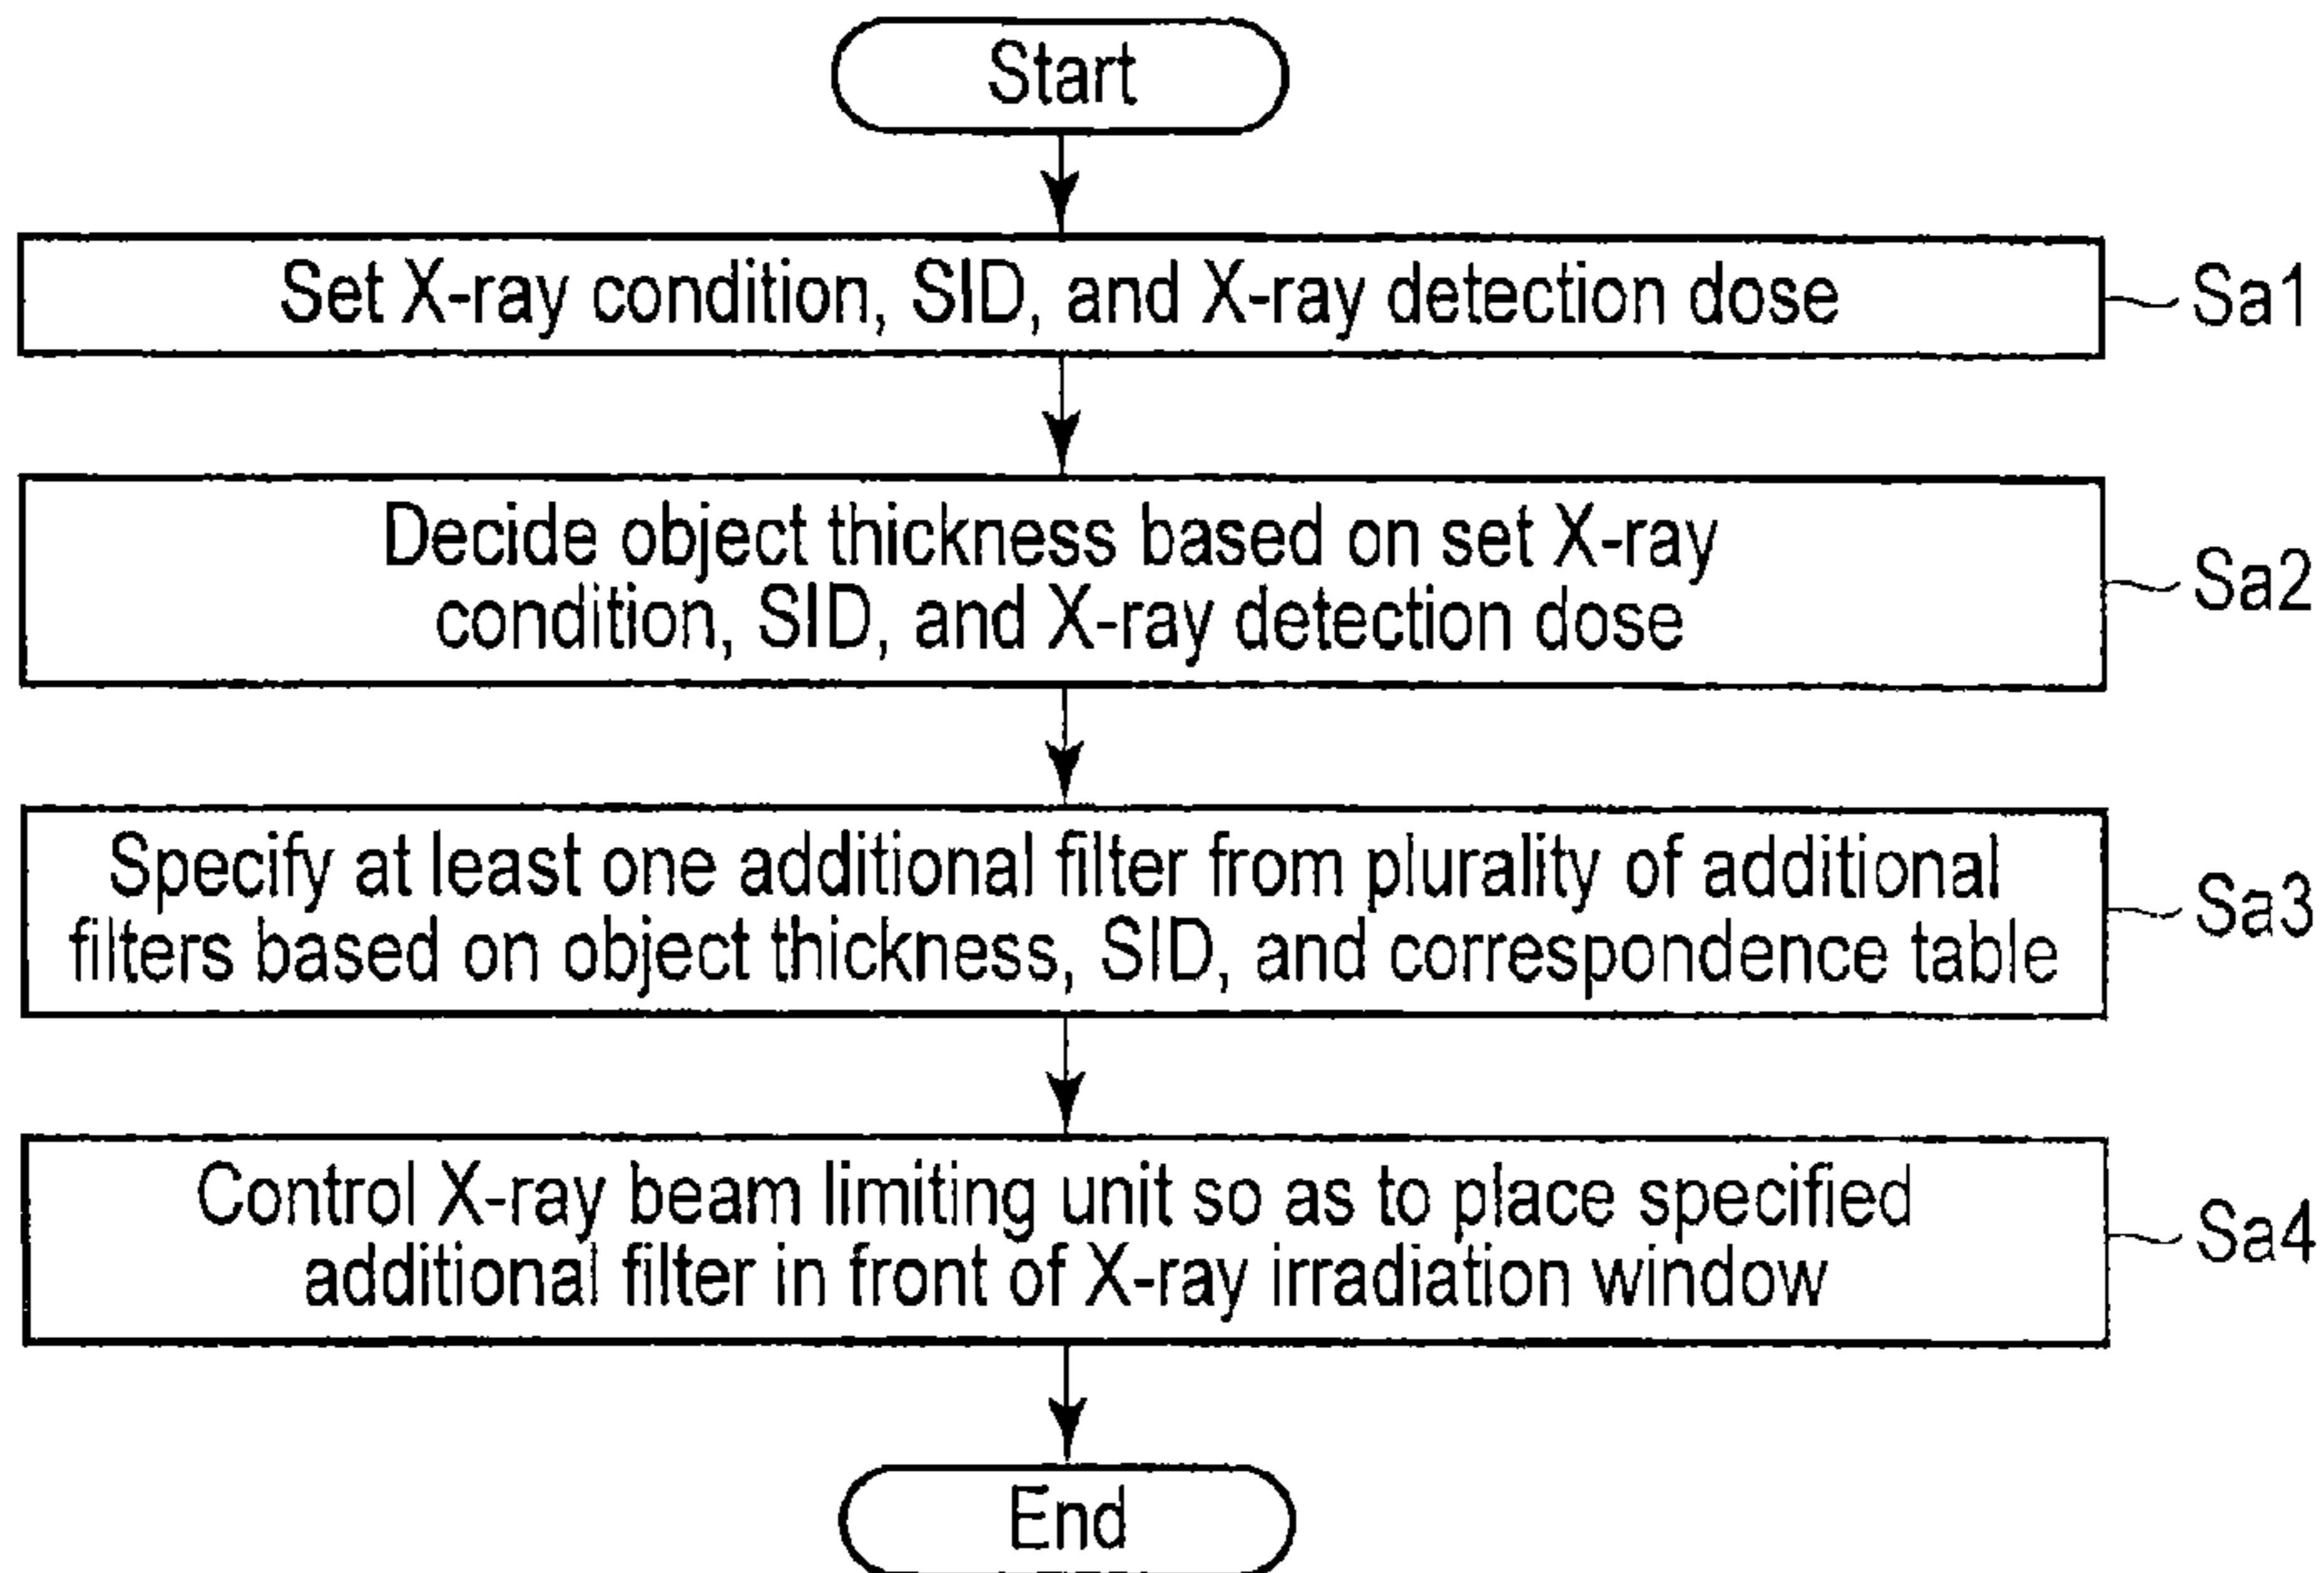 Start
Set X-ray condition, SID, and X-ray detection dose
Sa1
Decide object thickness based on set X-ray
condition, SID, and X-ray detection dose
Sa2
Specify at least one additional filter from plurality of additional
filters based on object thickness, SID, and correspondence table
Sa3
Control X-ray beam limiting unit so as to place specified
additional filter in front of X-ray irradiation window
Sa4
End